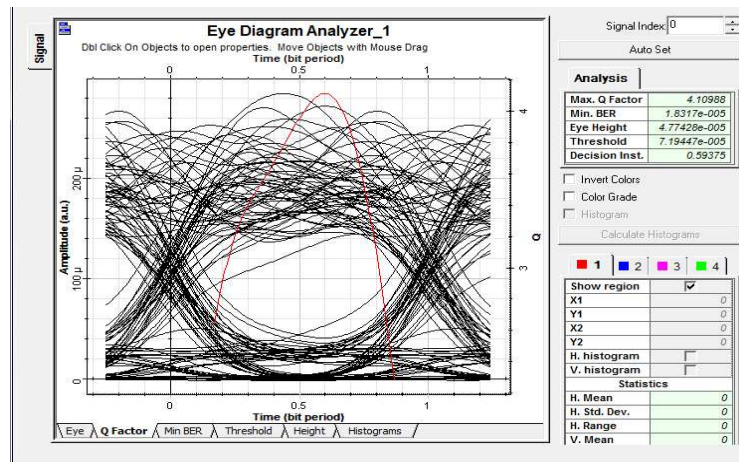 Signal
Eye Diagram Analyzer_1
Dbl Click On Objects to open properties. Move Objects with Mouse Drag
Time (bit period)
0 0.5 1
Amplitude (a.u.)
200 µ
100 µ
0
Q
4
3
0 0.5 1
Time (bit period)
Eye Q Factor Min BER Threshold Height Histograms
Signal Index: 0
Auto Set
Analysis
Max. Q Factor 4.10988
Min. BER 1.8317e-005
Eye Height 4.77428e-005
Threshold 7.19447e-005
Decision Inst. 0.59375
Invert Colors
Color Grade
Histogram
Calculate Histograms
1 2 3 4
Show region
X1 0
Y1 0
X2 0
Y2 0
H. histogram
V. histogram
Statistics
H. Mean 0
H. Std. Dev. 0
H. Range 0
V. Mean 0